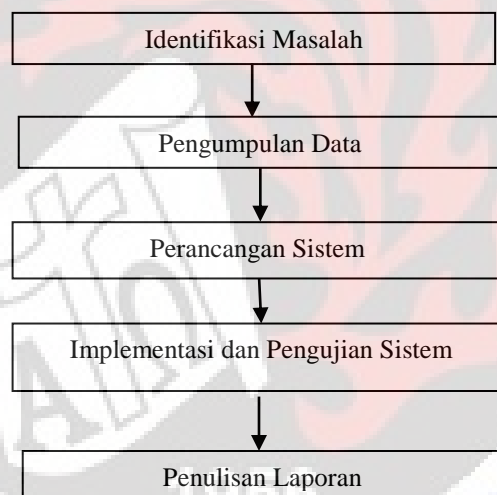 Identifikasi Masalah
Pengumpulan Data
Perancangan Sistem
Implementasi dan Pengujian Sistem
Penulisan Laporan